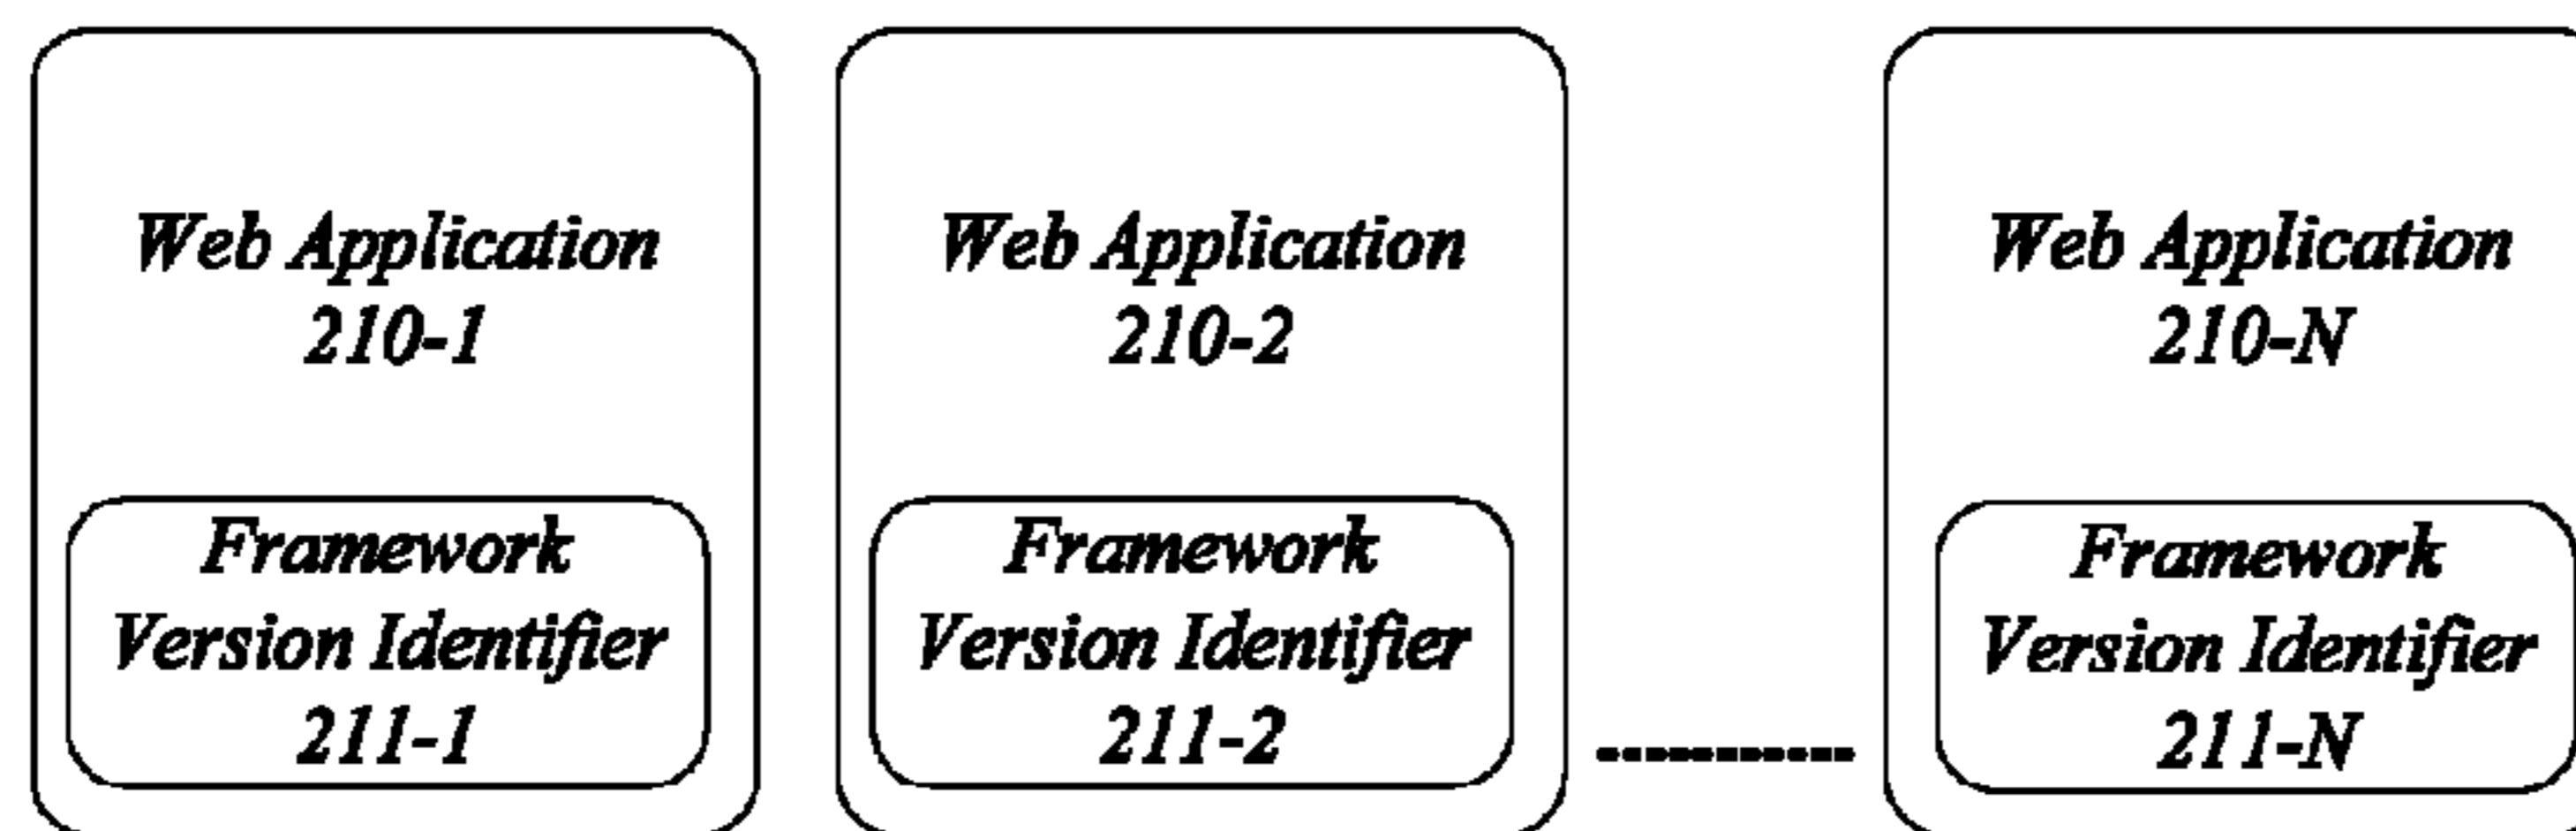 Web Application
210-1
Framework
Version Identifier
211-1
Web Application
210-2
Framework
Version Identifier
211-2
Web Application
210-N
Framework
Version Identifier
211-N